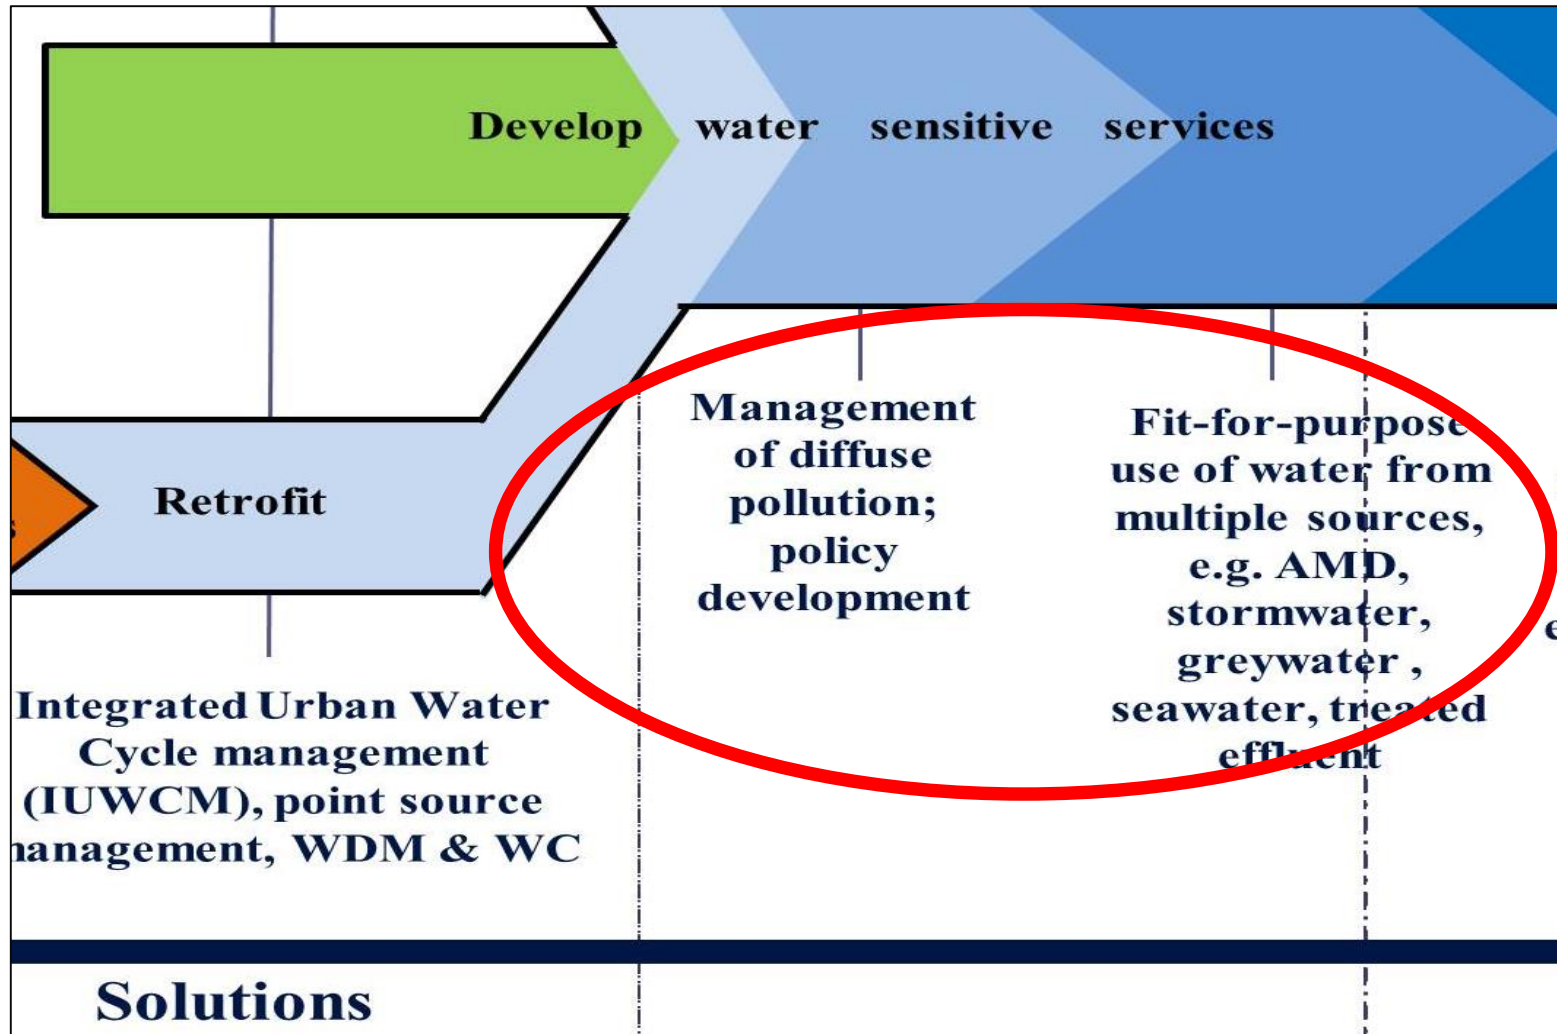 Develop water sensitive services
Management
of diffuse
pollution;
policy
development
Fit-for-purpose
use of water from
multiple sources,
e.g. AMD,
stormwater,
greywater ,
seawater, treated
effluent
s
Retrofit
Integrated Urban Water
Cycle management
(IUWCM), point source
management, WDM & WC
e
Solutions